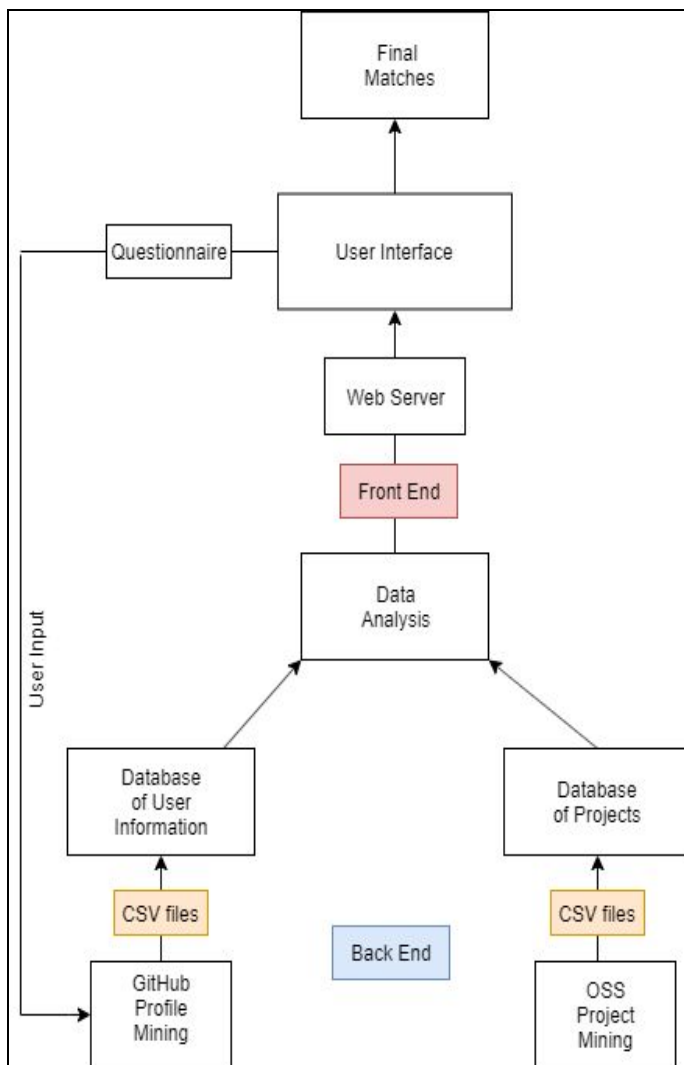 Final
Matches
Questionnaire
User Interface
Web Server
Front End
Data
Analysis
User Input
Database
of User
Information
Database
of Projects
CSV files
CSV files
Back End
GitHub
Profile
Mining
OSS
Project
Mining